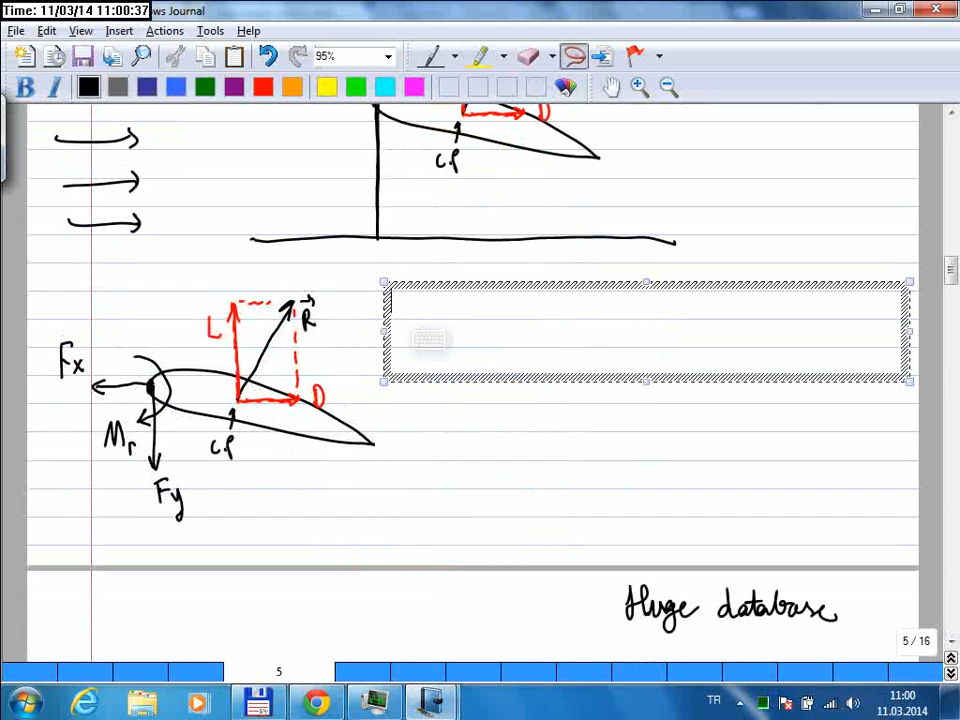 Time: 11/03/14 11:00:37
ows Journal
File Edit View Insert Actions Tools Help
95%
B I
D
C.P
L
R
Fx
D
Mr
C.P
Fy
Huge database
5 / 16
5
TR
11:00
11.03.2014